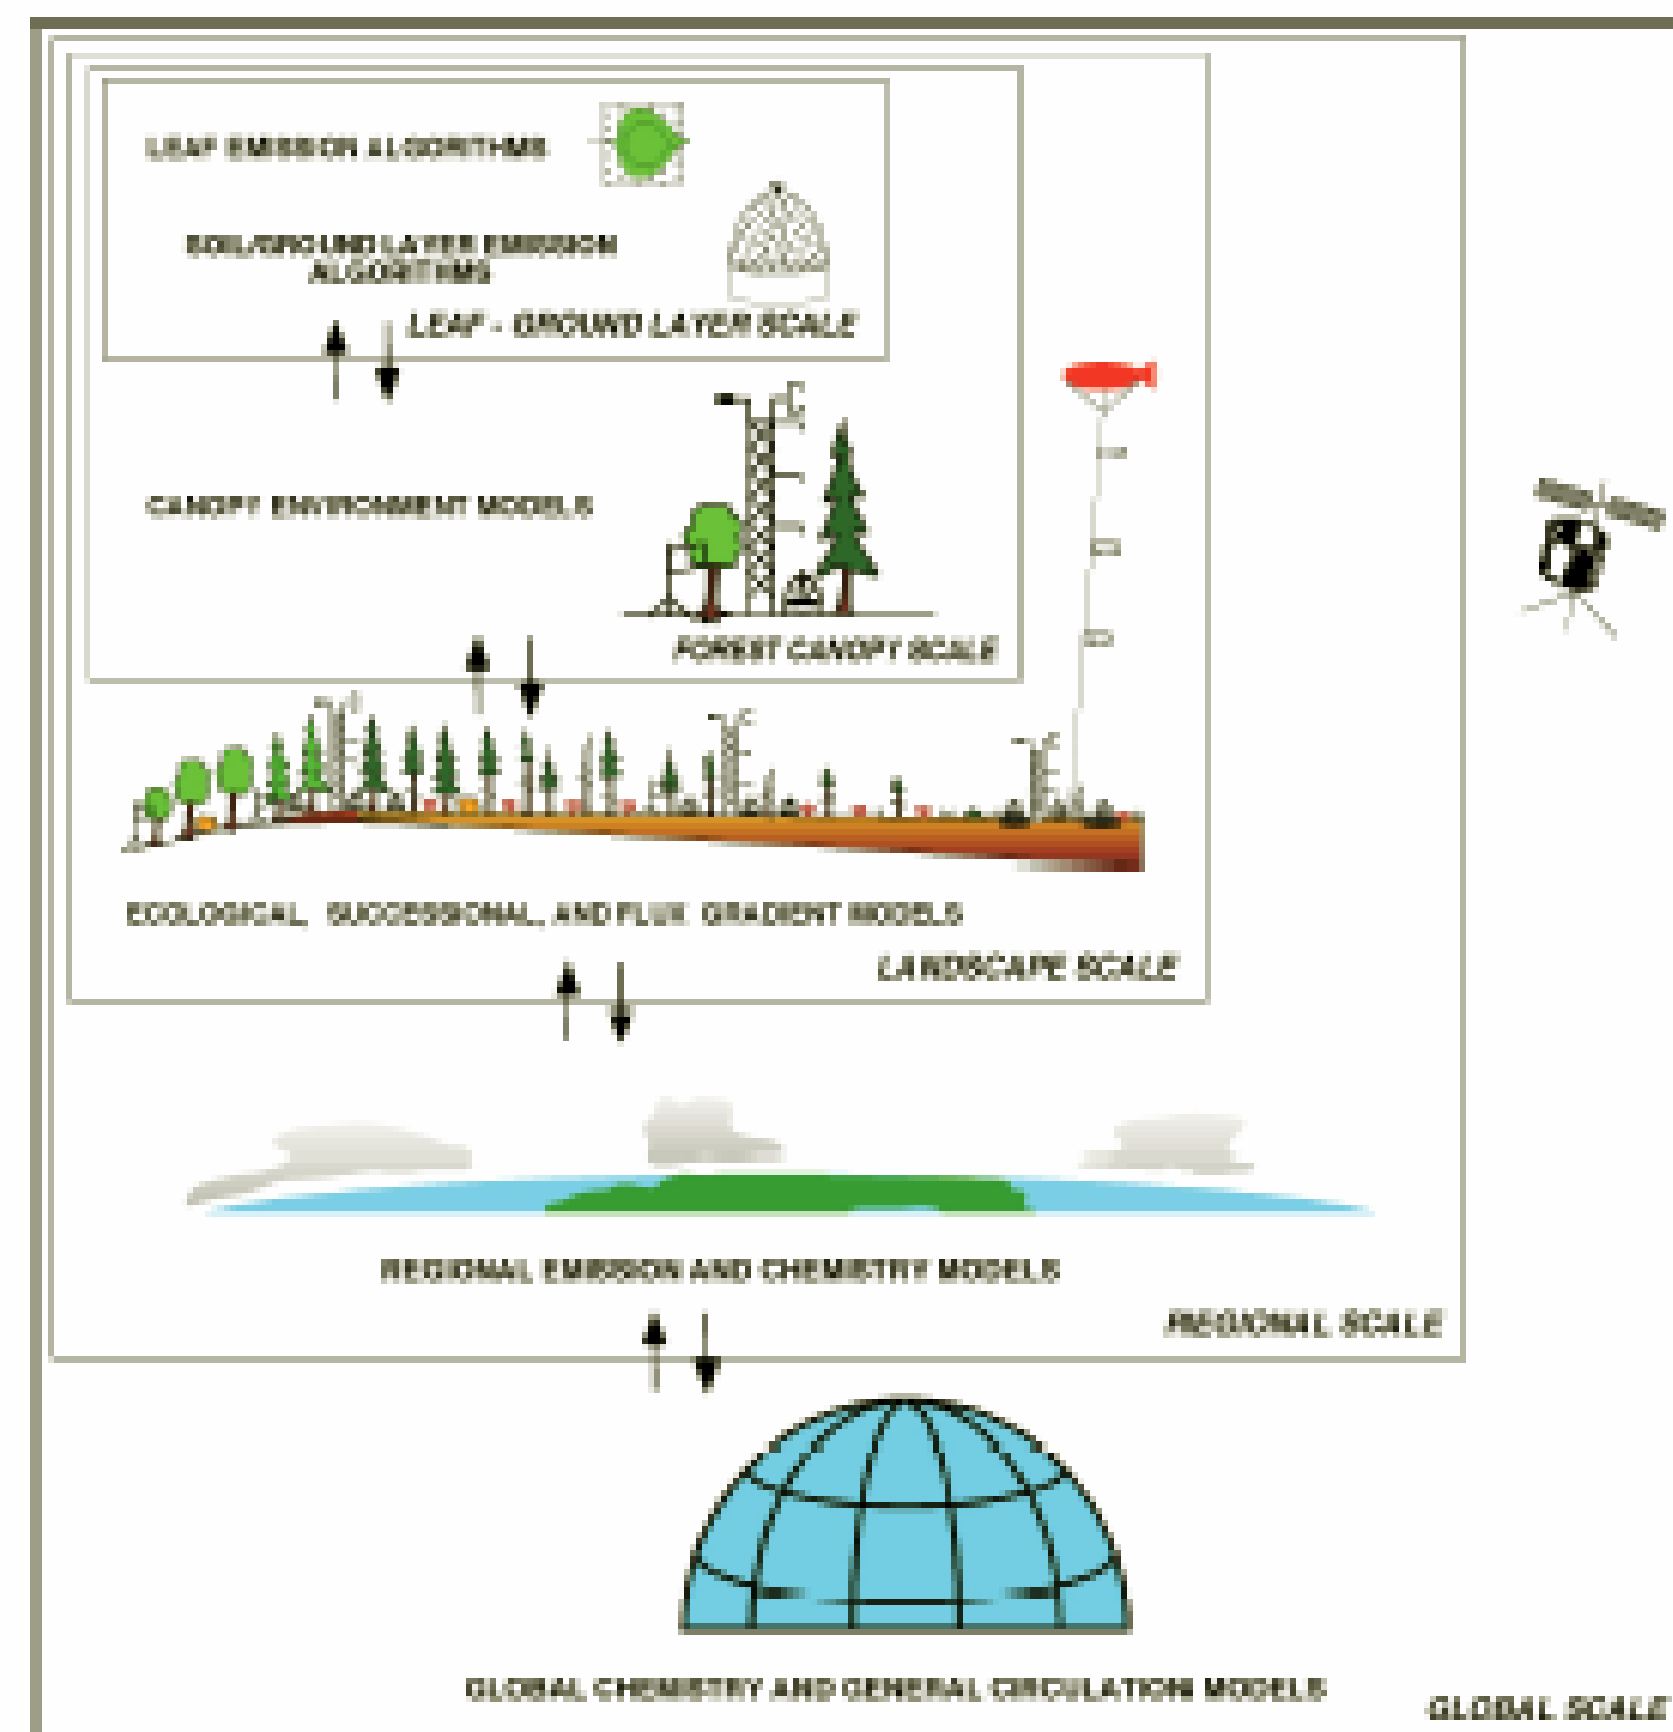 LEAF EMISSION ALGORITHMS
SOIL/GROUND LAYER EMISSION
ALGORITHMS
LEAF - GROUND LAYER SCALE
CANOPY ENVIRONMENT MODELS
FOREST CANOPY SCALE
ECOLOGICAL, SUCCESSIONAL, AND FLUX GRADIENT MODELS
LANDSCAPE SCALE
REGIONAL EMISSION AND CHEMISTRY MODELS
REGIONAL SCALE
GLOBAL CHEMISTRY AND GENERAL CIRCULATION MODELS
GLOBAL SCALE